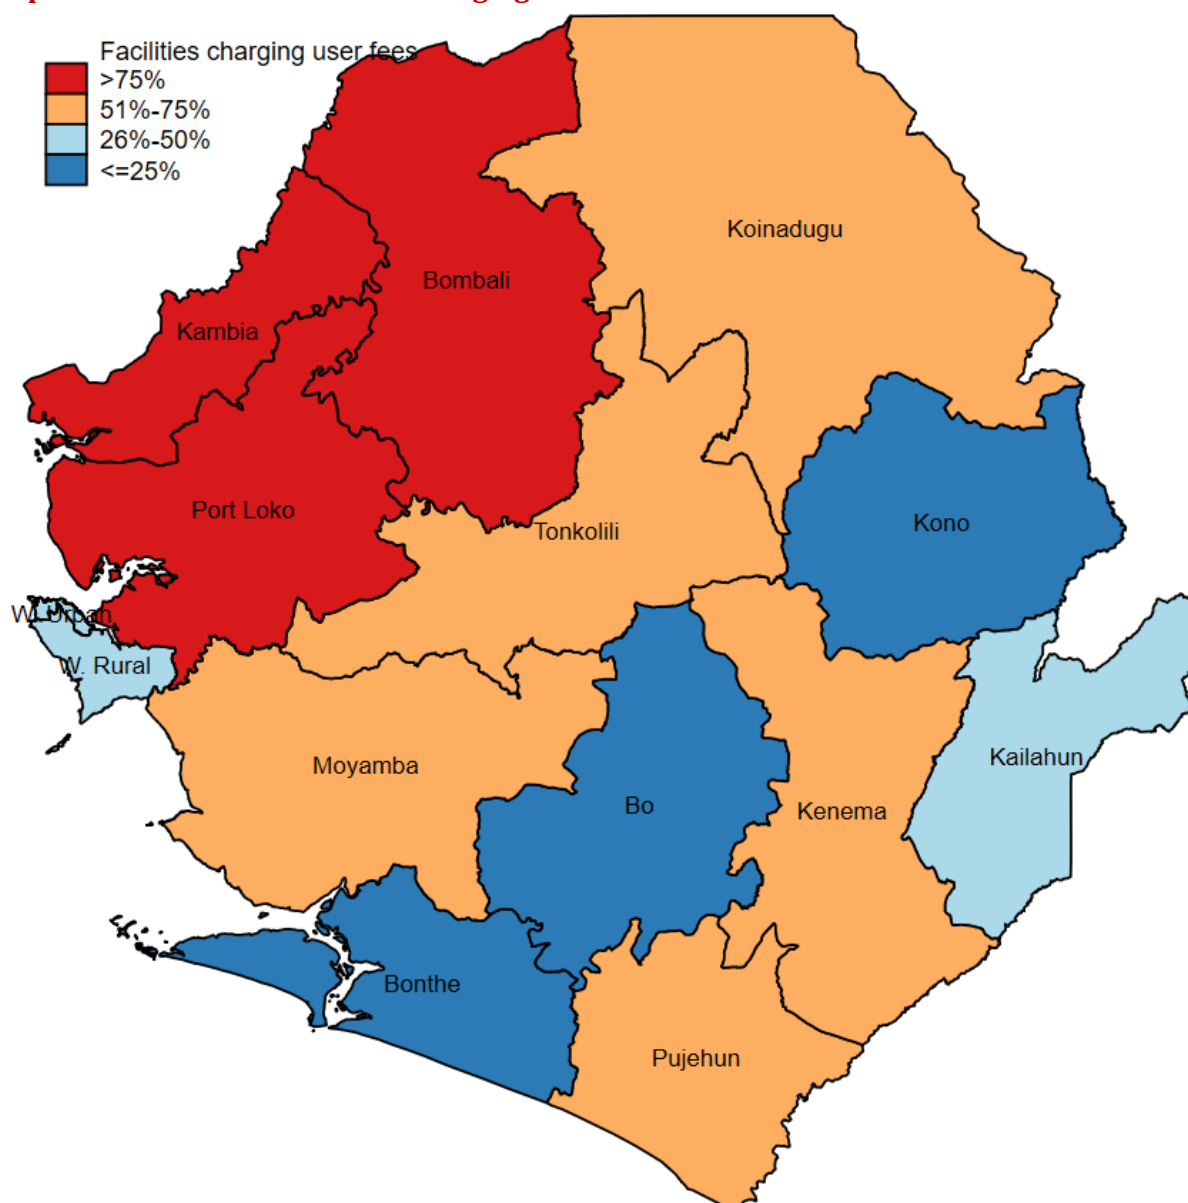 Facilities charging user fees
>75%
51%-75%
26%-50%
<=25%
Koinadugu
Bombali
Kambia
Port Loko
Kono
Tonkolili
W. Urban
W. Rural
Kailahun
Moyamba
Bo
Kenema
Bonthe
Pujehun